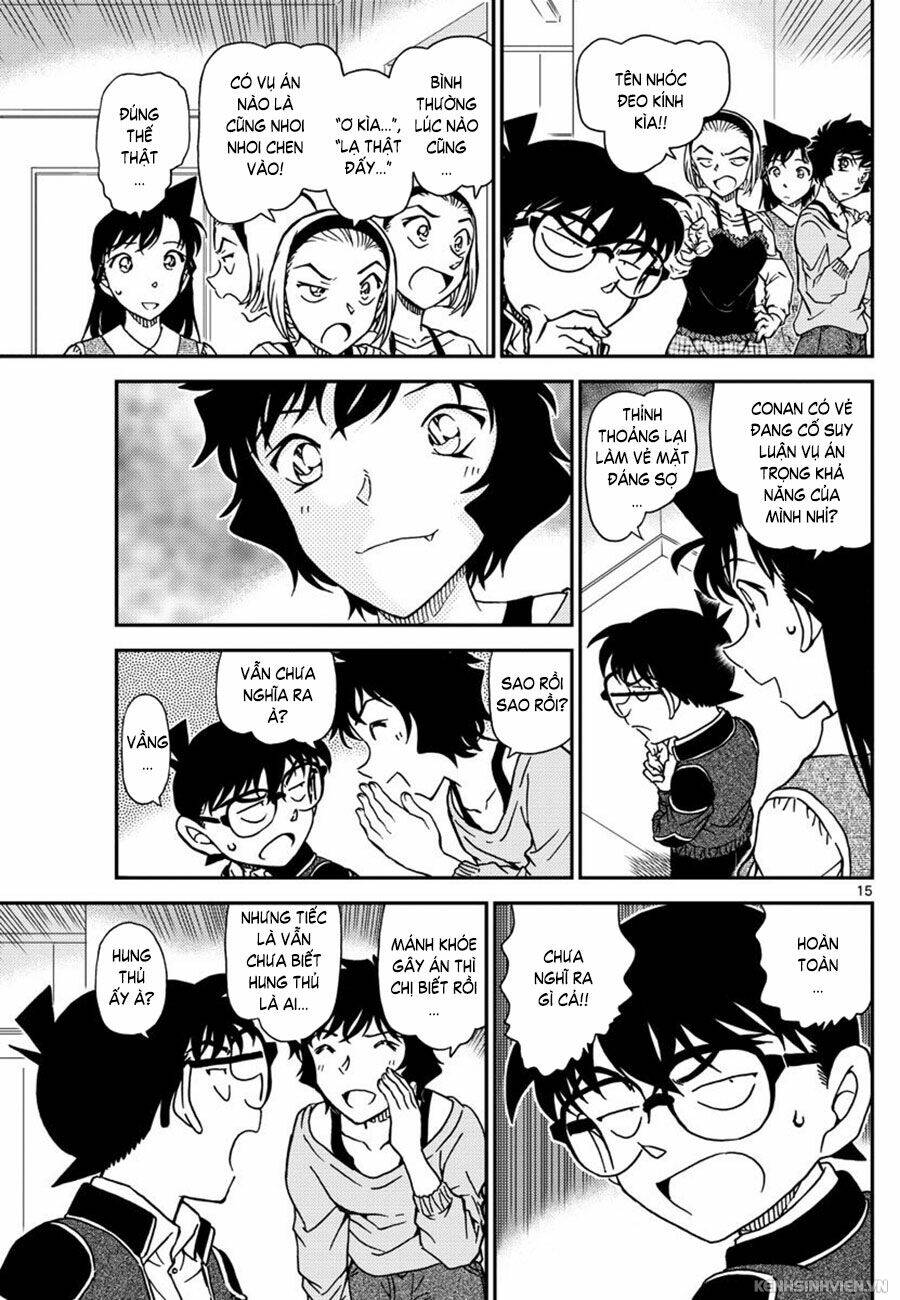 TÊN NHÓC
ĐEO KÍNH
KÌA!!
BÌNH
THƯỜNG
LÚC NÀO
CŨNG ...
"Ơ KÌA...",
"LẠ THẬT
ĐẤY..."
CÓ VỤ ÁN
NÀO LÀ
CŨNG NHOI
NHOI CHEN
VÀO!
ĐÚNG
THẾ
THẬT
...
CONAN CÓ VẺ
ĐANG CỐ SUY
LUẬN VỤ ÁN
TRONG KHẢ
NĂNG CỦA
MÌNH NHỈ?
THỈNH
THOẢNG LẠI
LÀM VẺ MẶT
ĐÁNG SỢ
...
SAO RỒI
SAO RỒI?
VẪN CHƯA
NGHĨA RA
À?
VẦNG
...
15
HOÀN
TOÀN
...
CHƯA
NGHĨ RA
GÌ CẢ!!
MÁNH KHÓE
GÂY ÁN THÌ
CHỊ BIẾT RỒI
...
NHƯNG TIẾC
LÀ VẪN
CHƯA BIẾT
HUNG THỦ
LÀ AI...
HUNG
THỦ
ẤY À?
KENHSINHVIEN.VN